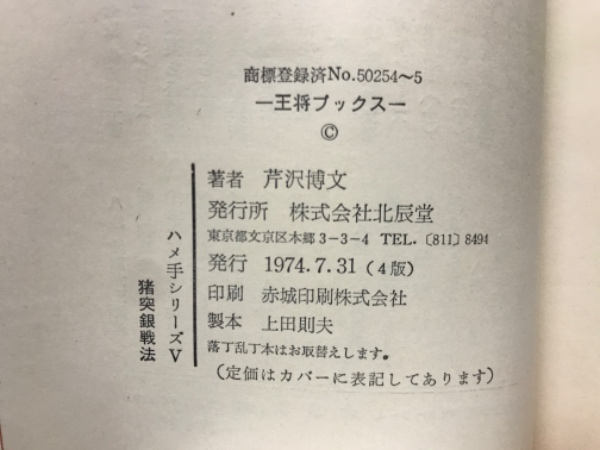 商標登録済No.50254〜5
―王将ブックス―
©
著者 芹沢博文
発行所 株式会社北辰堂
東京都文京区本郷3-3-4 TEL.〔811〕8494
発行 1974.7.31(4版)
印刷 赤城印刷株式会社
製本 上田則夫
落丁乱丁本はお取替えします。
(定価はカバーに表記してあります)
ハメ手シリーズV
猪突銀戦法